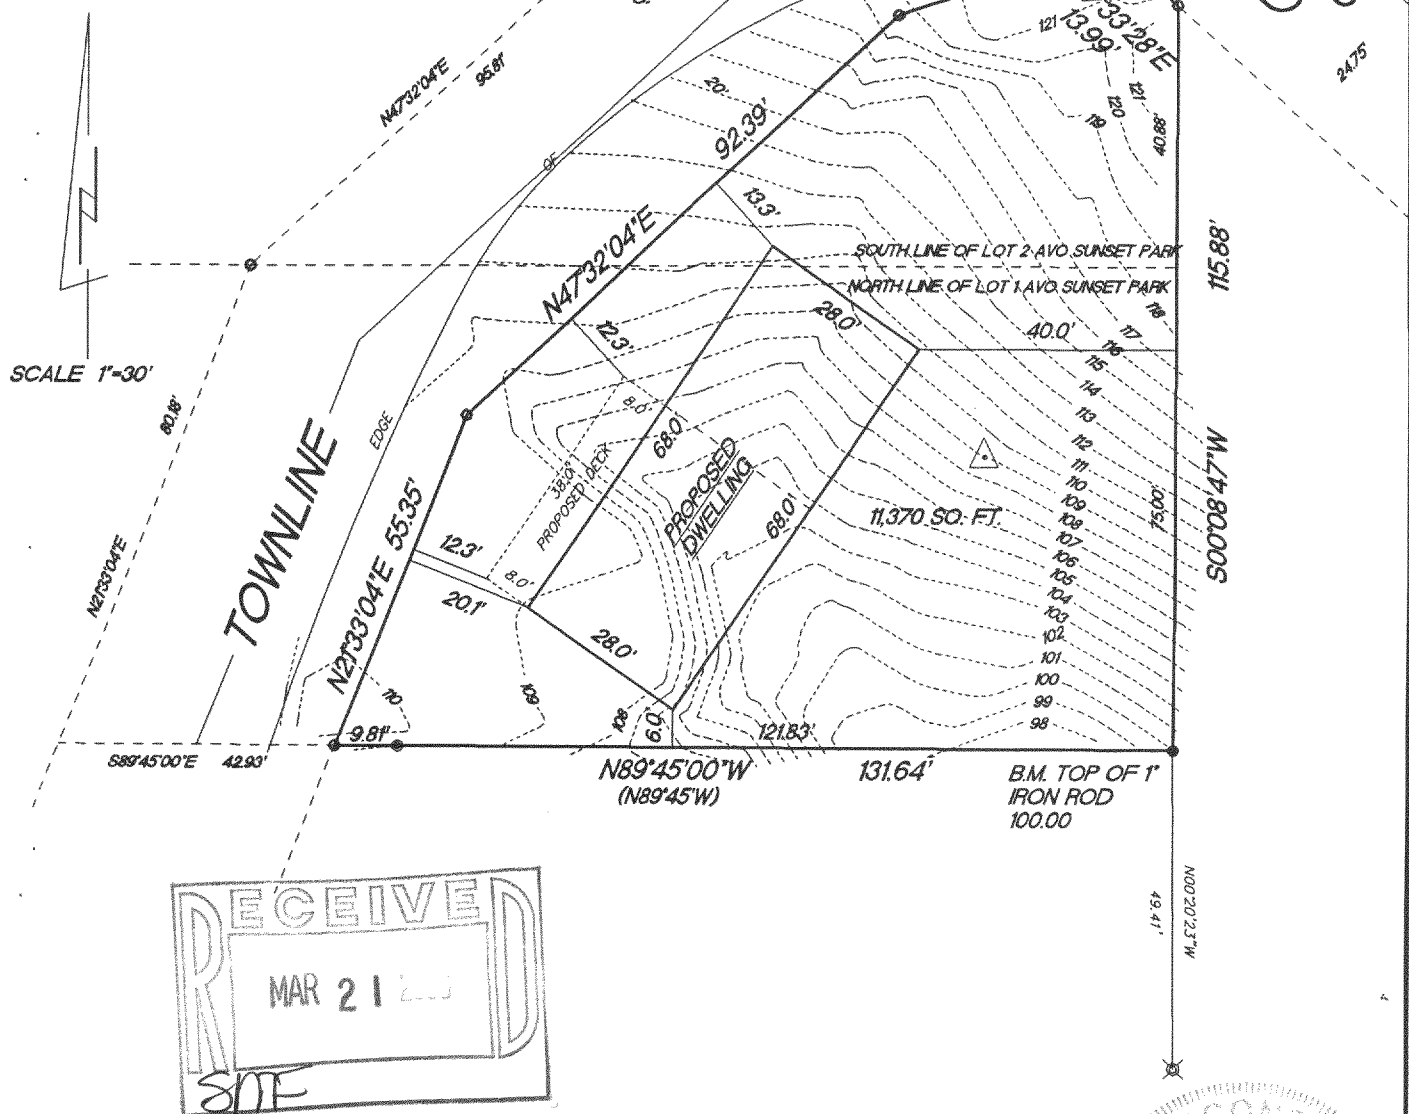 121
33'28"E
13.99'
24.75'
N47°32'04"E
95.81'
20'
92.39'
121
120
119
40.88'
OF
13.3'
N47°32'04"E
SOUTH LINE OF LOT 2 AVO SUNSET PARK
NORTH LINE OF LOT 1 AVO SUNSET PARK
115.88'
28.0'
40.0'
12.3'
SCALE 1"=30'
118
117
116
115
114
113
112
111
110
109
108
107
106
105
104
103
102
101
100
99
98
60.18'
EDGE
8.0'
68.0'
38.0'
PROPOSED DECK
PROPOSED
DWELLING
68.0'
11,370 SQ. FT.
75.00'
S00°08'47"W
TOWNLINE
N21°33'04"E 55.35'
12.3'
8.0'
20.1'
28.0'
N21°33'04"E
110
109
108
6.0'
9.81'
121.83'
S89°45'00"E 42.93'
N89°45'00"W
(N89°45'W)
131.64'
B.M. TOP OF 1"
IRON ROD
100.00
N00°20'23"W
49.41'
RECEIVED
MAR 21